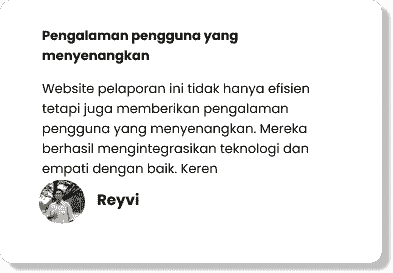 Pengalaman pengguna yang
menyenangkan
Website pelaporan ini tidak hanya efisien
tetapi juga memberikan pengalaman
pengguna yang menyenangkan. Mereka
berhasil mengintegrasikan teknologi dan
empati dengan baik. Keren
Reyvi